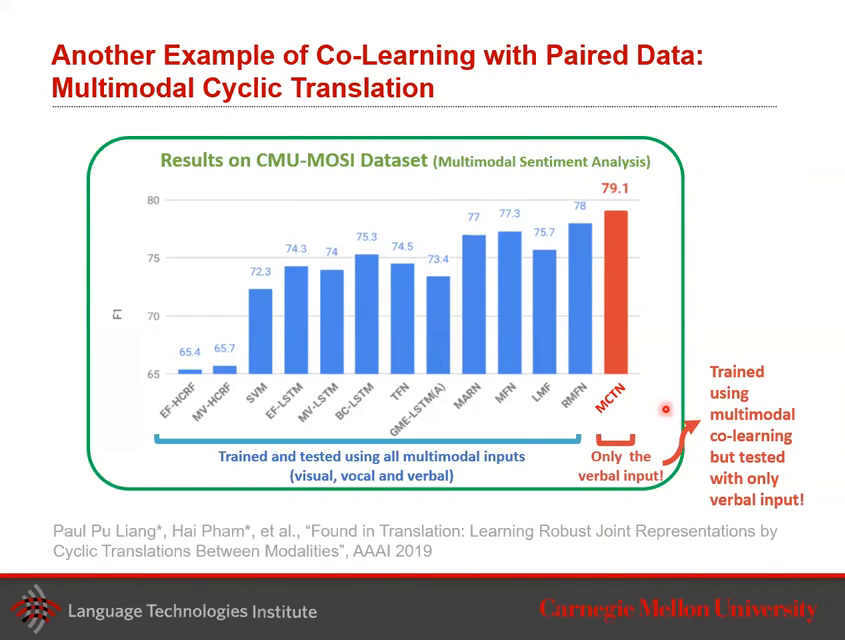 Another Example of Co-Learning with Paired Data:
Multimodal Cyclic Translation
Results on CMU-MOSI Dataset (Multimodal Sentiment Analysis)
79.1
80
78
77.3
77
75.7
75.3
74.5
74.3
74
73.4
72.3
75
F1
70
65.4
65.7
65
EF-HCRF
MV-HCRF
SVM
EF-LSTM
MV-LSTM
BC-LSTM
TFN
GME-LSTM(A)
MARN
MFN
LMF
RMFN
MCTN
Trained and tested using all multimodal inputs
(visual, vocal and verbal)
Only the
verbal input!
Trained
using
multimodal
co-learning
but tested
with only
verbal input!
Paul Pu Liang*, Hai Pham*, et al., “Found in Translation: Learning Robust Joint Representations by
Cyclic Translations Between Modalities”, AAAI 2019
Language Technologies Institute
Carnegie Mellon University